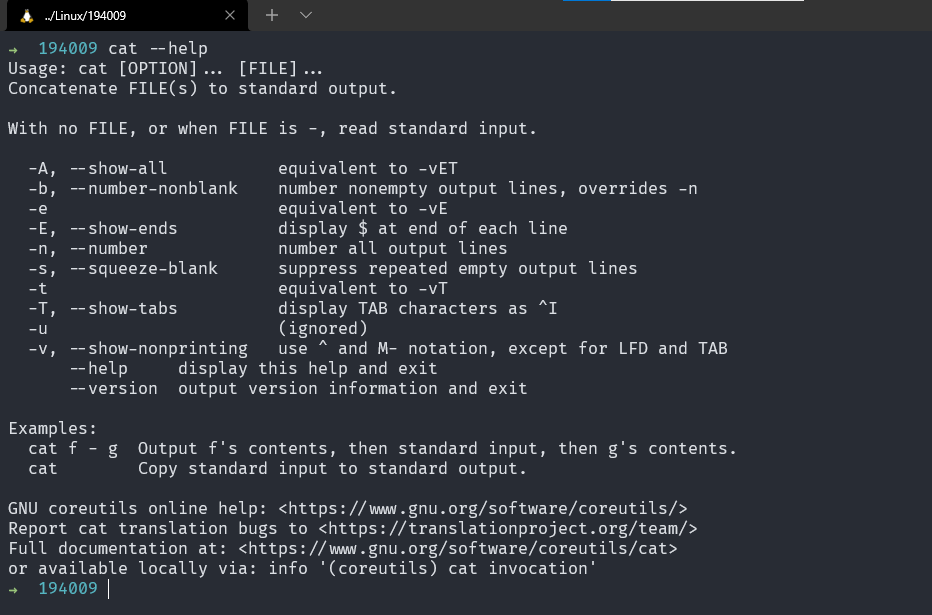 ../Linux/194009
→ 194009 cat --help
Usage: cat [OPTION]... [FILE]...
Concatenate FILE(s) to standard output.

With no FILE, or when FILE is -, read standard input.

  -A, --show-all           equivalent to -vET
  -b, --number-nonblank    number nonempty output lines, overrides -n
  -e                       equivalent to -vE
  -E, --show-ends          display $ at end of each line
  -n, --number             number all output lines
  -s, --squeeze-blank      suppress repeated empty output lines
  -t                       equivalent to -vT
  -T, --show-tabs          display TAB characters as ^I
  -u                       (ignored)
  -v, --show-nonprinting   use ^ and M- notation, except for LFD and TAB
      --help     display this help and exit
      --version  output version information and exit

Examples:
  cat f - g  Output f's contents, then standard input, then g's contents.
  cat        Copy standard input to standard output.

GNU coreutils online help: <https://www.gnu.org/software/coreutils/>
Report cat translation bugs to <https://translationproject.org/team/>
Full documentation at: <https://www.gnu.org/software/coreutils/cat>
or available locally via: info '(coreutils) cat invocation'
→ 194009